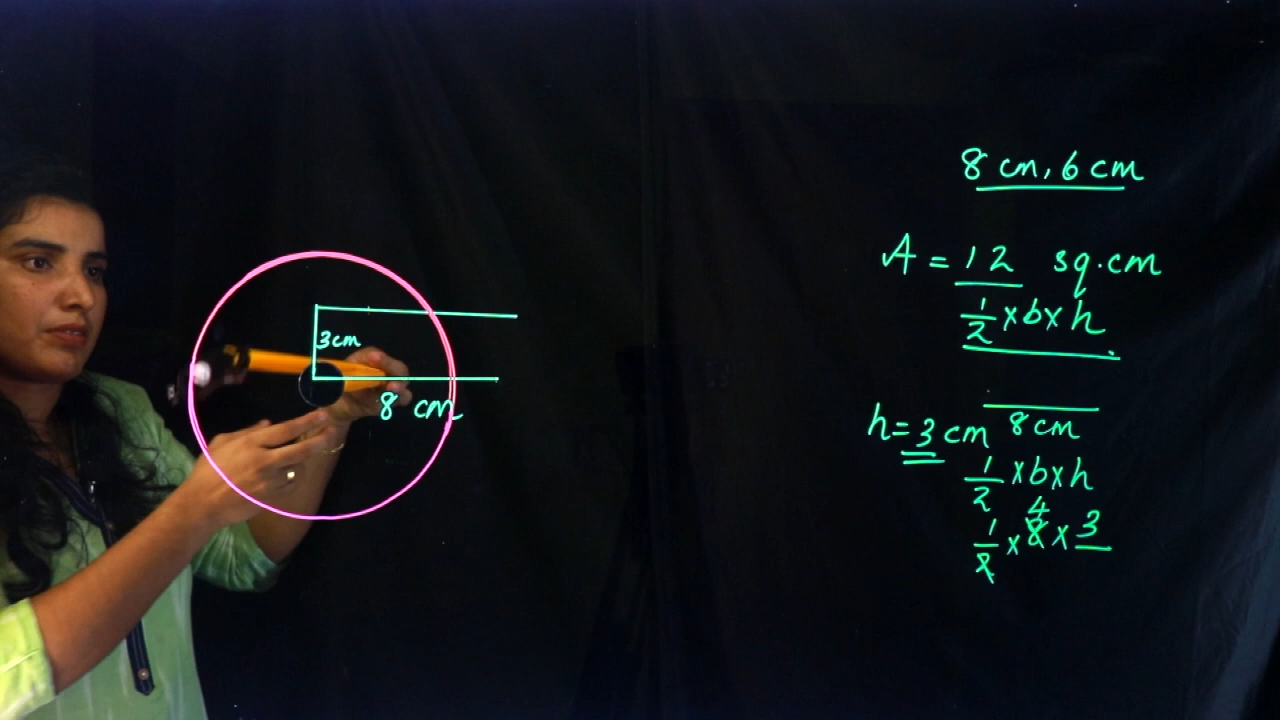 8 cm, 6 cm
A = 12 sq.cm
1/2 × b × h
3cm
8 cm
h = 3 cm
8 cm
1/2 × b × h
4
1/2 × 8 × 3